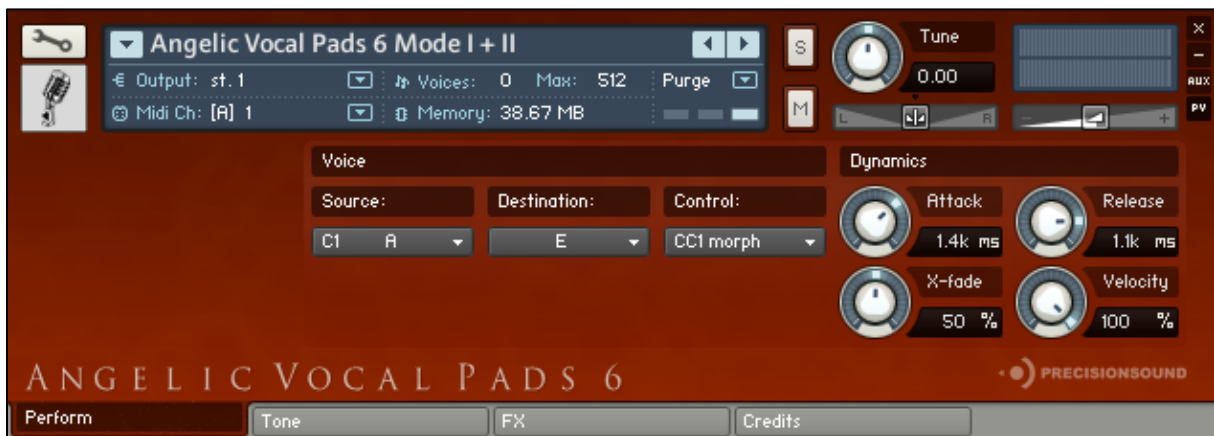 Angelic Vocal Pads 6 Mode I + II
Output: st. 1 Voices: 0 Max: 512 Purge
Midi Ch: [A] 1 Memory: 38.67 MB
S
M
Tune
0.00
L R
- +
×
-
AUX
PV
Voice
Source: Destination: Control:
C1 A E CC1 morph
Dynamics
Attack Release
1.4k ms 1.1k ms
X-fade Velocity
50 % 100 %
ANGELIC VOCAL PADS 6
PRECISIONSOUND
Perform Tone FX Credits